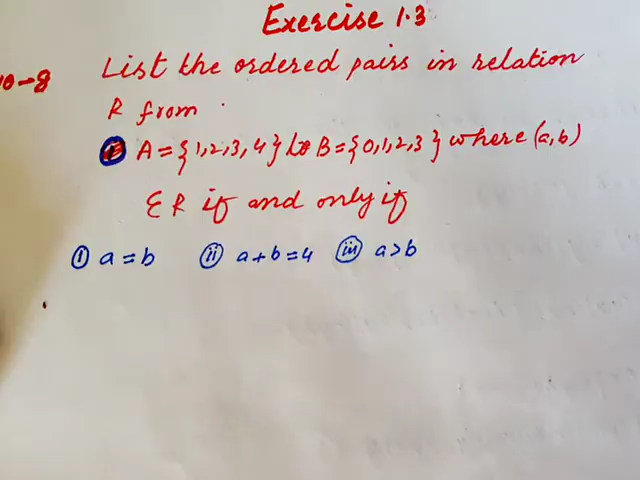 Exercise 1.3
List the ordered pairs in relation
R from
A = {1,2,3,4} to B = {0,1,2,3} where (a,b)
∈ R if and only if
(i) a = b (ii) a+b=4 (iii) a>b